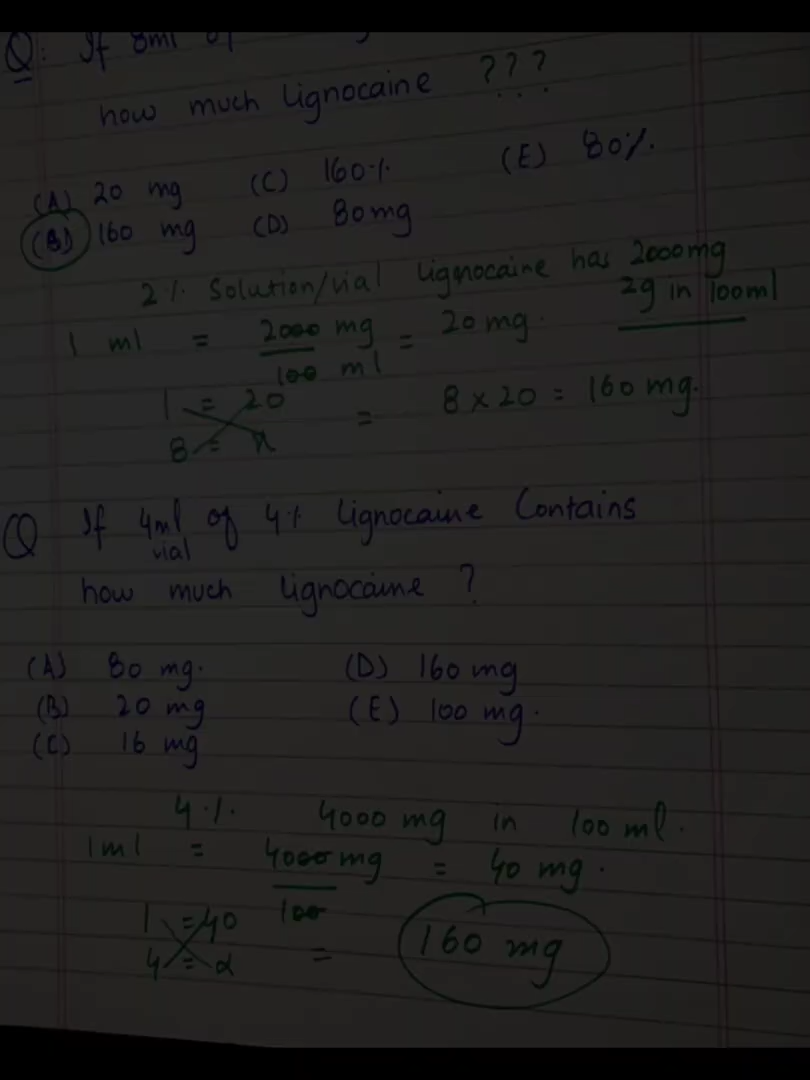 Q: If 8ml of
how much lignocaine ???
(A) 20 mg (C) 160% (E) 80%.
(B) 160 mg (D) 80mg
2% Solution/vial lignocaine has 2000mg
2g in 100ml
1 ml = 2000 mg = 20 mg.
100 ml
1 = 20
8 = x = 8 x 20 = 160 mg.
Q If 4ml of 4% lignocaine Contains
vial
how much lignocaine ?
(A) 80 mg. (D) 160 mg
(B) 20 mg (E) 100 mg.
(C) 16 mg
4% 4000 mg in 100 ml.
1ml = 4000 mg = 40 mg.
100
1 = 40
4 = x = 160 mg